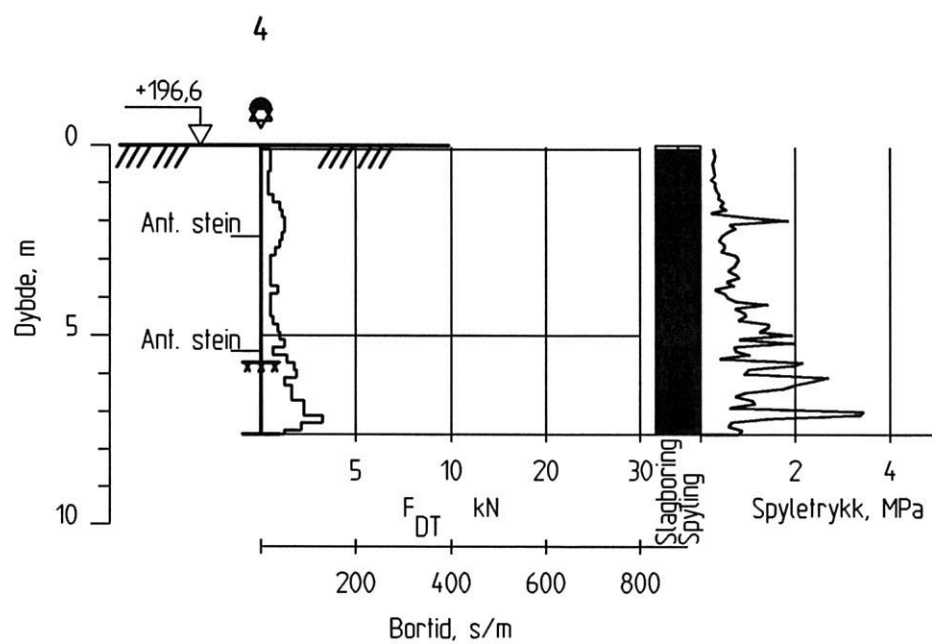 4
+196,6
0
Ant. stein
Dybde, m
5
Ant. stein
10
5 10 20 30
F DT kN
Slagboring
Spyling
2 4
Spyletrykk, MPa
200 400 600 800
Bortid, s/m